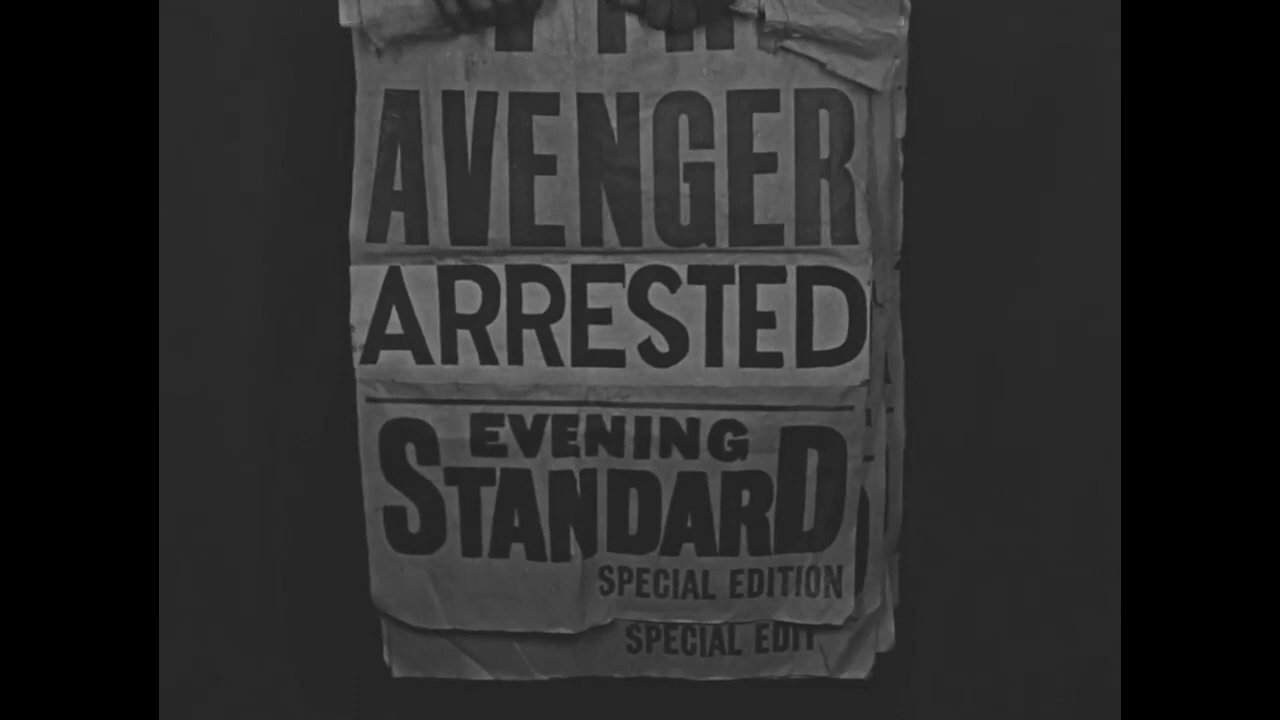 AVENGER
ARRESTED
EVENING
STANDARD
SPECIAL EDITION
SPECIAL EDIT